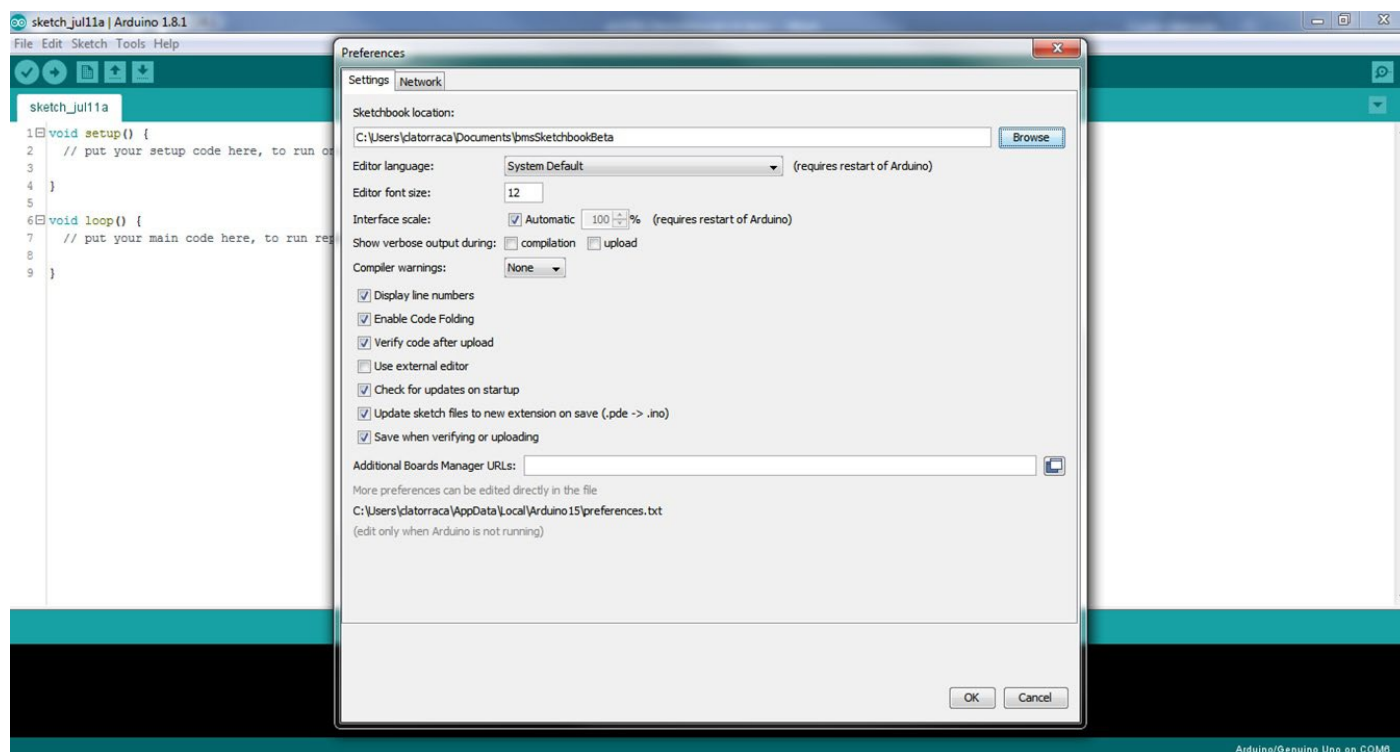 sketch_jul11a | Arduino 1.8.1
File Edit Sketch Tools Help
sketch_jul11a
1 void setup() {
2 // put your setup code here, to run
3
4 }
5
6 void loop() {
7 // put your main code here, to run
8
9 }
Preferences
Settings Network
Sketchbook location:
C:\Users\clatorraca\Documents\bmsSketchbookBeta Browse
Editor language: System Default (requires restart of Arduino)
Editor font size: 12
Interface scale: Automatic 100 % (requires restart of Arduino)
Show verbose output during: compilation upload
Compiler warnings: None
Display line numbers
Enable Code Folding
Verify code after upload
Use external editor
Check for updates on startup
Update sketch files to new extension on save (.pde -> .ino)
Save when verifying or uploading
Additional Boards Manager URLs:
More preferences can be edited directly in the file
C:\Users\clatorraca\AppData\Local\Arduino15\preferences.txt
(edit only when Arduino is not running)
OK Cancel
Arduino/Genuino Uno on COM6